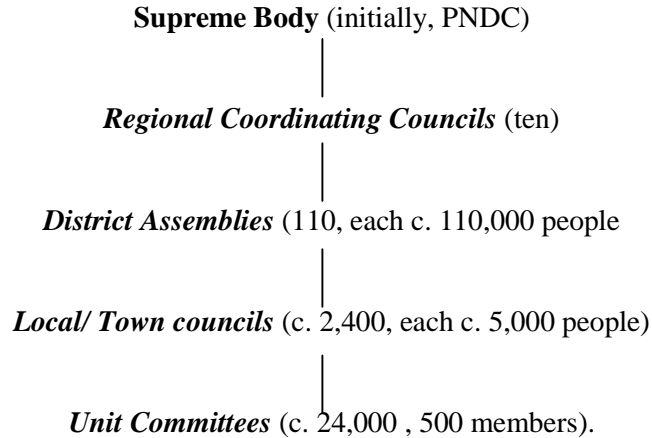 Supreme Body (initially, PNDC)
Regional Coordinating Councils (ten)
District Assemblies (110, each c. 110,000 people
Local/ Town councils (c. 2,400, each c. 5,000 people)
Unit Committees (c. 24,000 , 500 members).